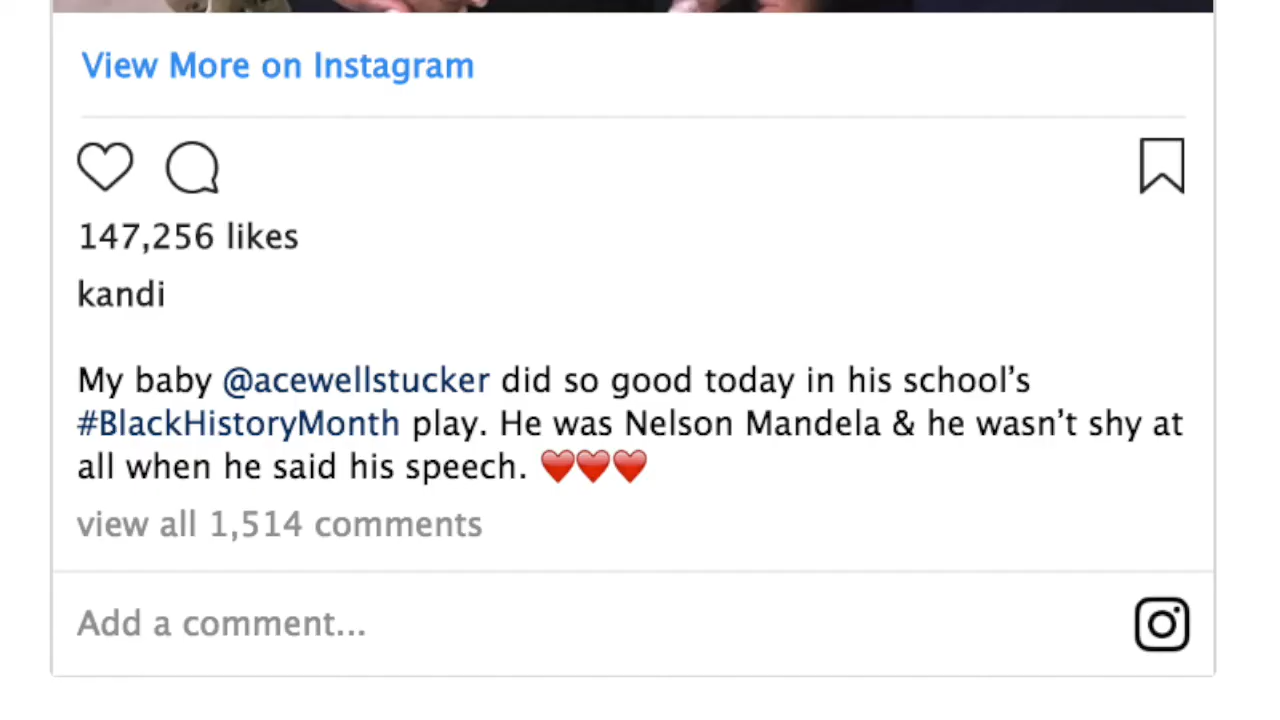 View More on Instagram
147,256 likes
kandi
My baby @acewellstucker did so good today in his school’s
#BlackHistoryMonth play. He was Nelson Mandela & he wasn’t shy at
all when he said his speech. ❤❤❤
view all 1,514 comments
Add a comment...